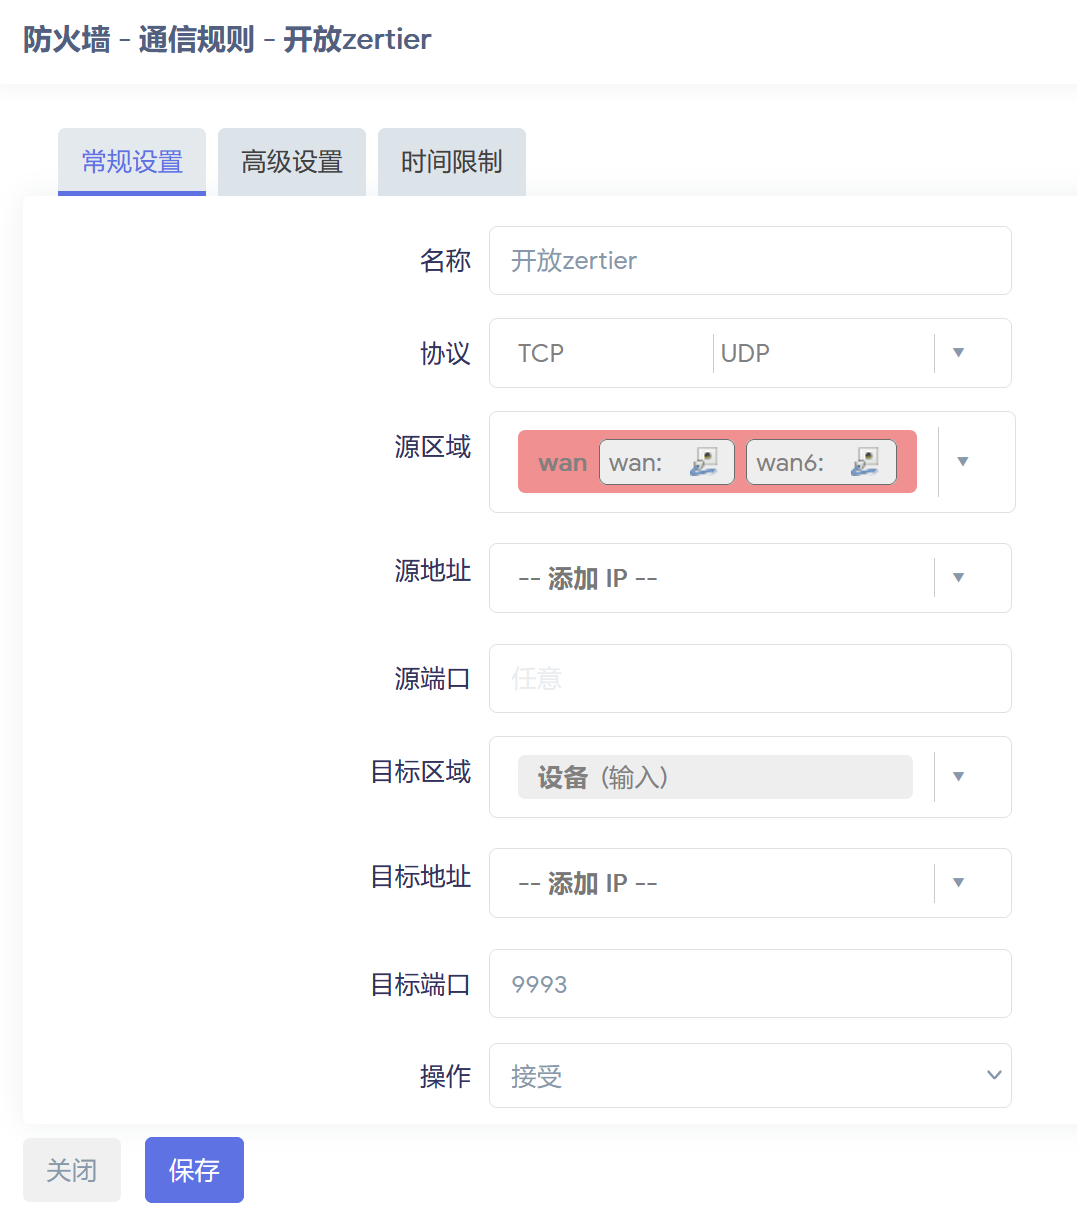 防火墙 - 通信规则 - 开放zertier
常规设置 高级设置 时间限制
名称 开放zertier
协议 TCP UDP
源区域 wan wan: wan6:
源地址 -- 添加 IP --
源端口 任意
目标区域 设备 (输入)
目标地址 -- 添加 IP --
目标端口 9993
操作 接受
关闭 保存